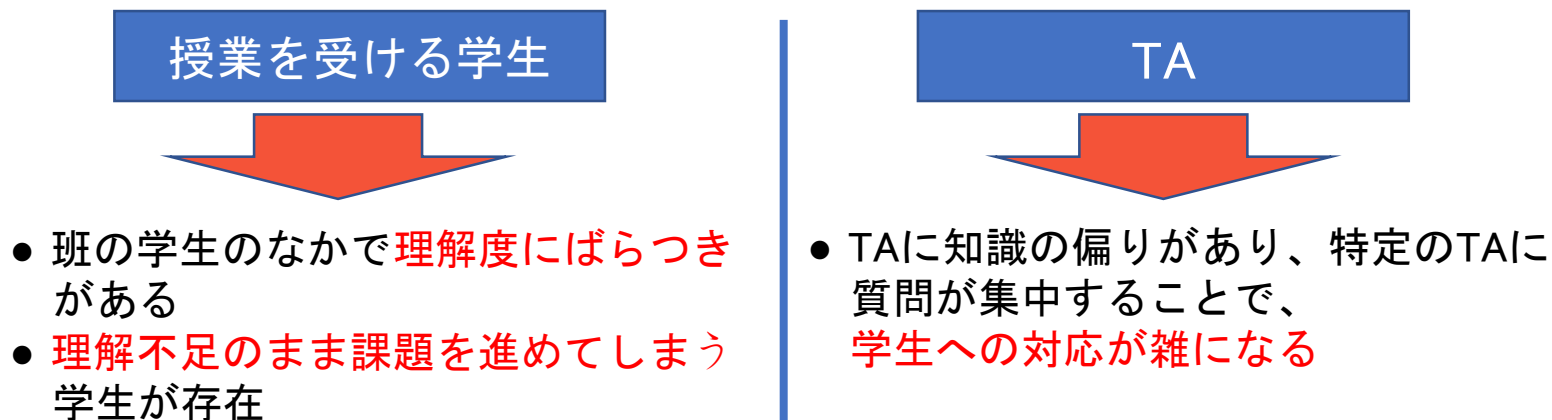 授業を受ける学生
● 班の学生のなかで理解度にばらつき
がある
● 理解不足のまま課題を進めてしまう
学生が存在
TA
● TAに知識の偏りがあり、特定のTAに
質問が集中することで、
学生への対応が雑になる